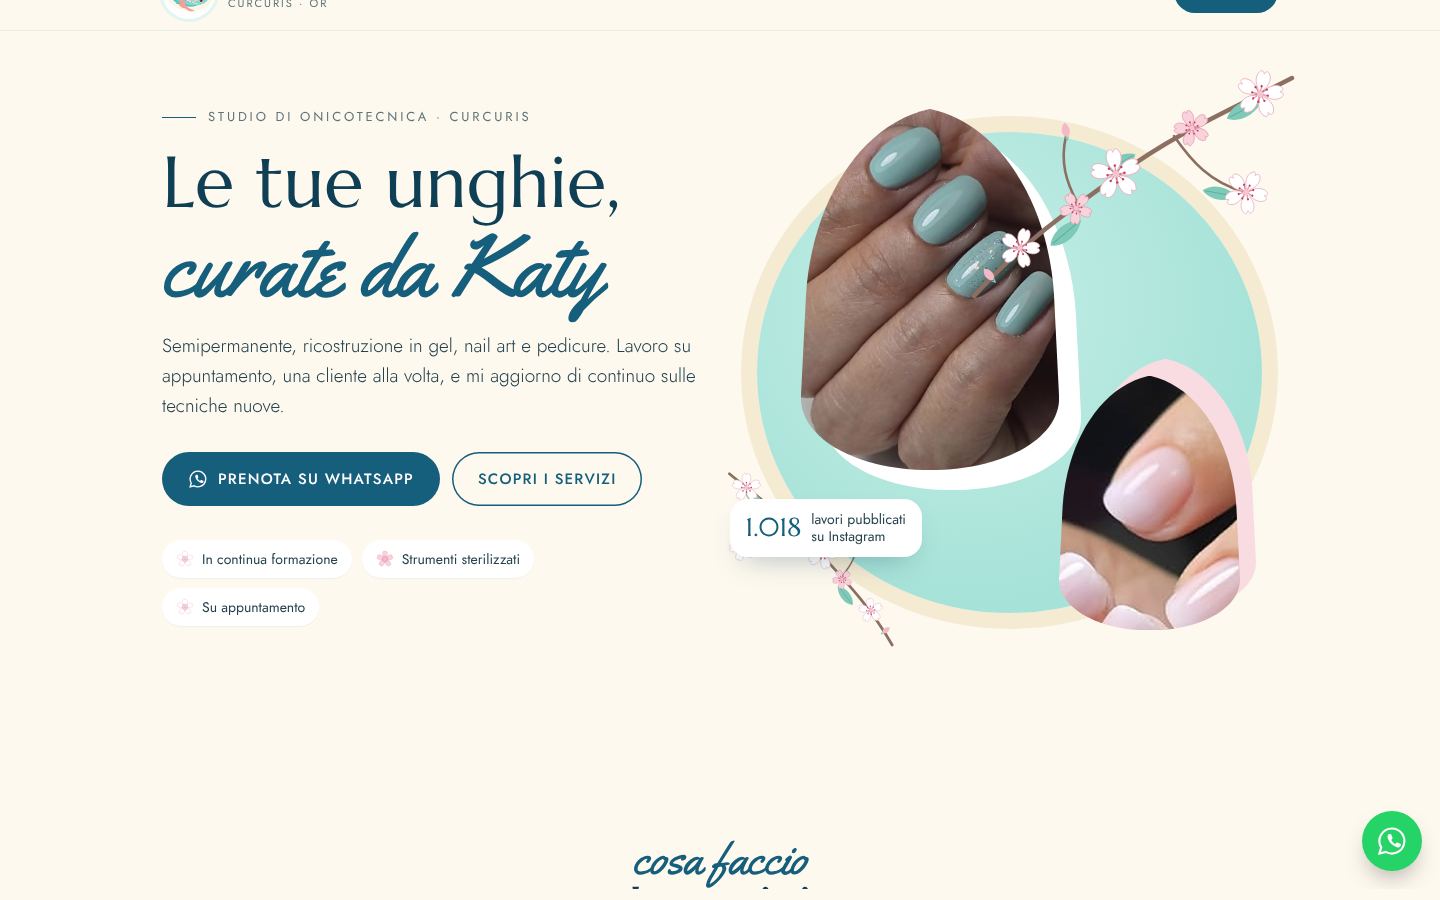 CURCURIS · OR
STUDIO DI ONICOTECNICA · CURCURIS
Le tue unghie,
curate da Katy
Semipermanente, ricostruzione in gel, nail art e pedicure. Lavoro su
appuntamento, una cliente alla volta, e mi aggiorno di continuo sulle
tecniche nuove.
PRENOTA SU WHATSAPP
SCOPRI I SERVIZI
In continua formazione
Strumenti sterilizzati
Su appuntamento
1.018
lavori pubblicati
su Instagram
cosa faccio